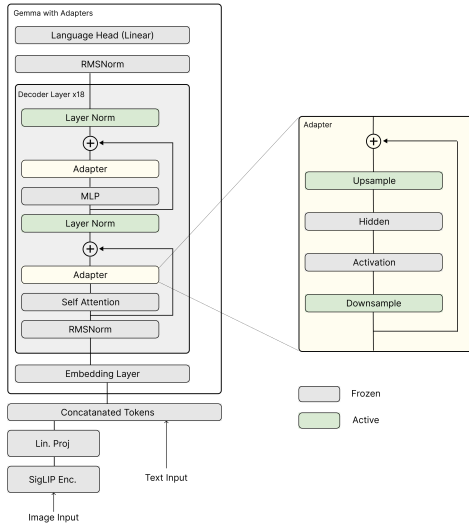 Gemma with Adapters
Language Head (Linear)
RMSNorm
Decoder Layer x18
Layer Norm
+
Adapter
MLP
Layer Norm
+
Adapter
Self Attention
RMSNorm
Embedding Layer
Concatanated Tokens
Lin. Proj
SigLIP Enc.
Text Input
Image Input
Adapter
+
Upsample
Hidden
Activation
Downsample
Frozen
Active